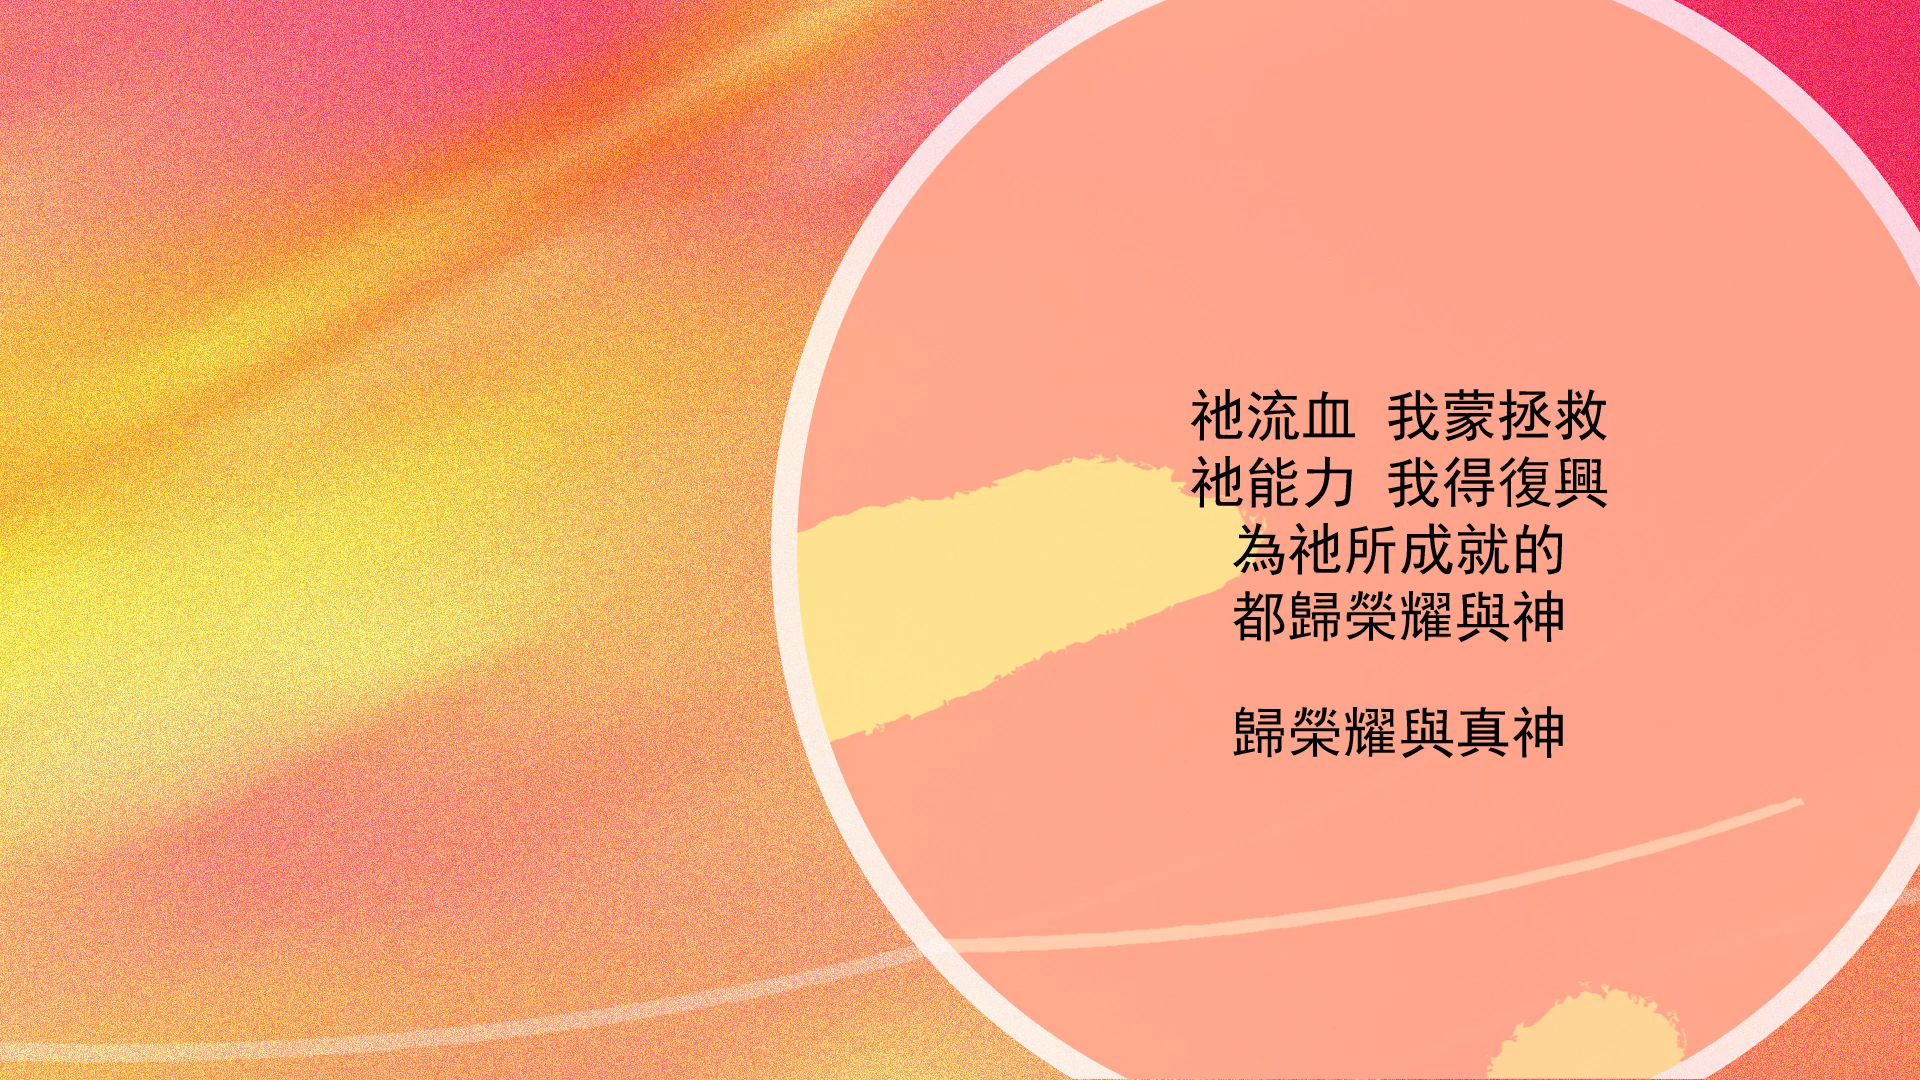 祂流血 我蒙拯救
祂能力 我得復興
為祂所成就的
都歸榮耀與神
歸榮耀與真神